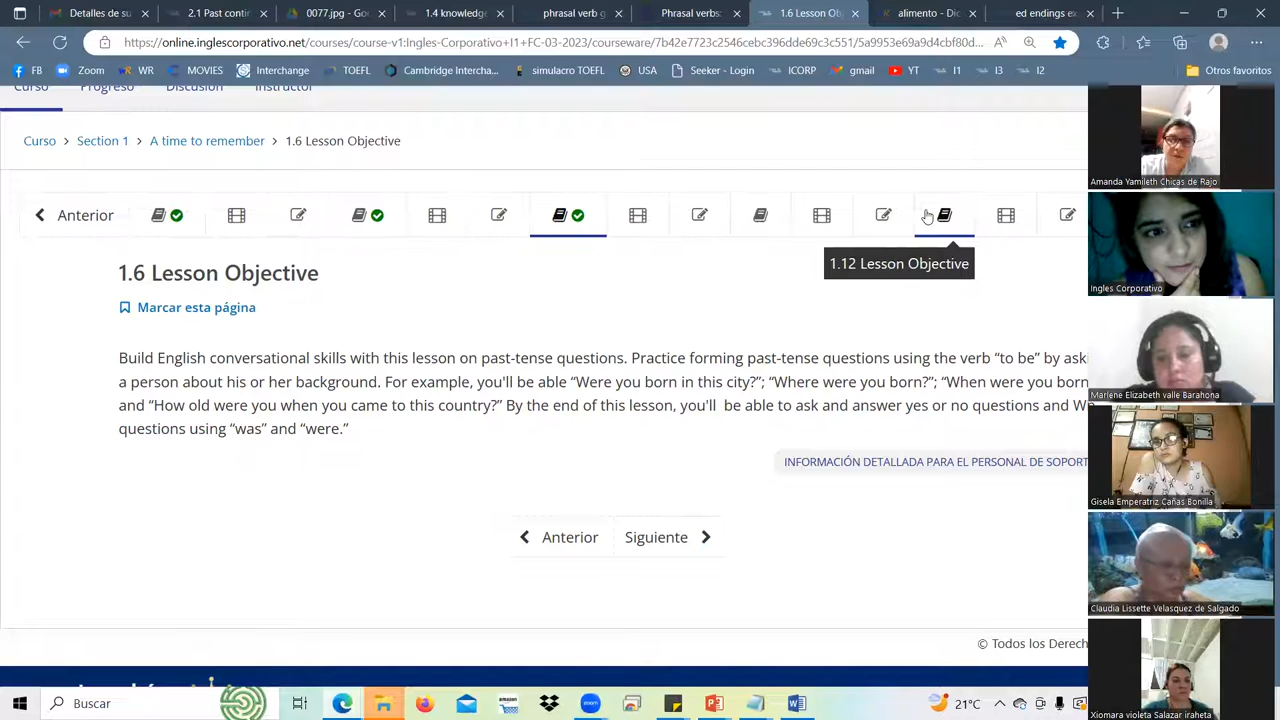 Detalles de su
2.1 Past contin
0077.jpg - Goo
1.4 knowledge
phrasal verb g
Phrasal verbs:
1.6 Lesson Obj
alimento - Dic
ed endings ex
https://online.inglescorporativo.net/courses/course-v1:Ingles-Corporativo+I1+FC-03-2023/courseware/7b42e7723c2546cebc396dde69c3c551/5a9953e69a9d4cbf80d...
FB Zoom WR MOVIES Interchange TOEFL Cambridge Intercha... simulacro TOEFL USA Seeker - Login ICORP gmail YT I1 I3 I2 Otros favoritos
Curso Progreso Discusión Instructor
Curso > Section 1 > A time to remember > 1.6 Lesson Objective
Anterior
1.12 Lesson Objective
1.6 Lesson Objective
Marcar esta página
Build English conversational skills with this lesson on past-tense questions. Practice forming past-tense questions using the verb “to be” by aski
a person about his or her background. For example, you'll be able “Were you born in this city?”; “Where were you born?”; “When were you born
and “How old were you when you came to this country?” By the end of this lesson, you'll be able to ask and answer yes or no questions and W
questions using “was” and “were.”
INFORMACIÓN DETALLADA PARA EL PERSONAL DE SOPORT
Anterior Siguiente
© Todos los Derech
Amanda Yamileth Chicas de Rajo
Ingles Corporativo
Marlene Elizabeth valle Barahona
Gisela Emperatriz Cañas Bonilla
Claudia Lissette Velasquez de Salgado
Xiomara violeta Salazar iraheta
Buscar
amazon
zoom
21°C